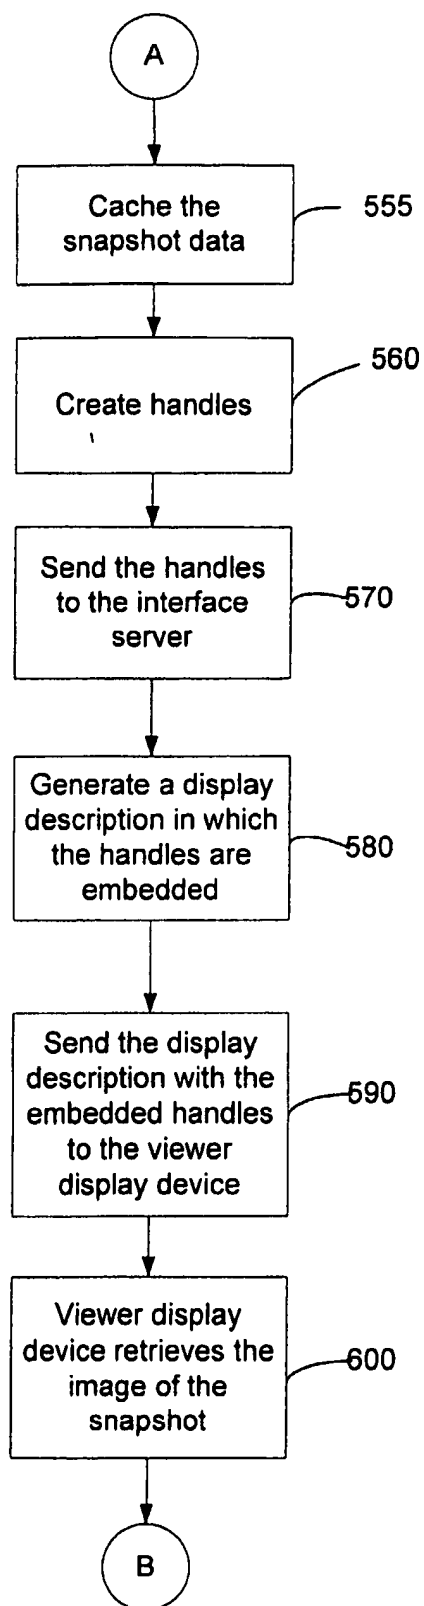 A
Cache the
snapshot data
555
Create handles
560
Send the handles
to the interface
server
570
Generate a display
description in which
the handles are
embedded
580
Send the display
description with the
embedded handles
to the viewer
display device
590
Viewer display
device retrieves the
image of the
snapshot
600
B